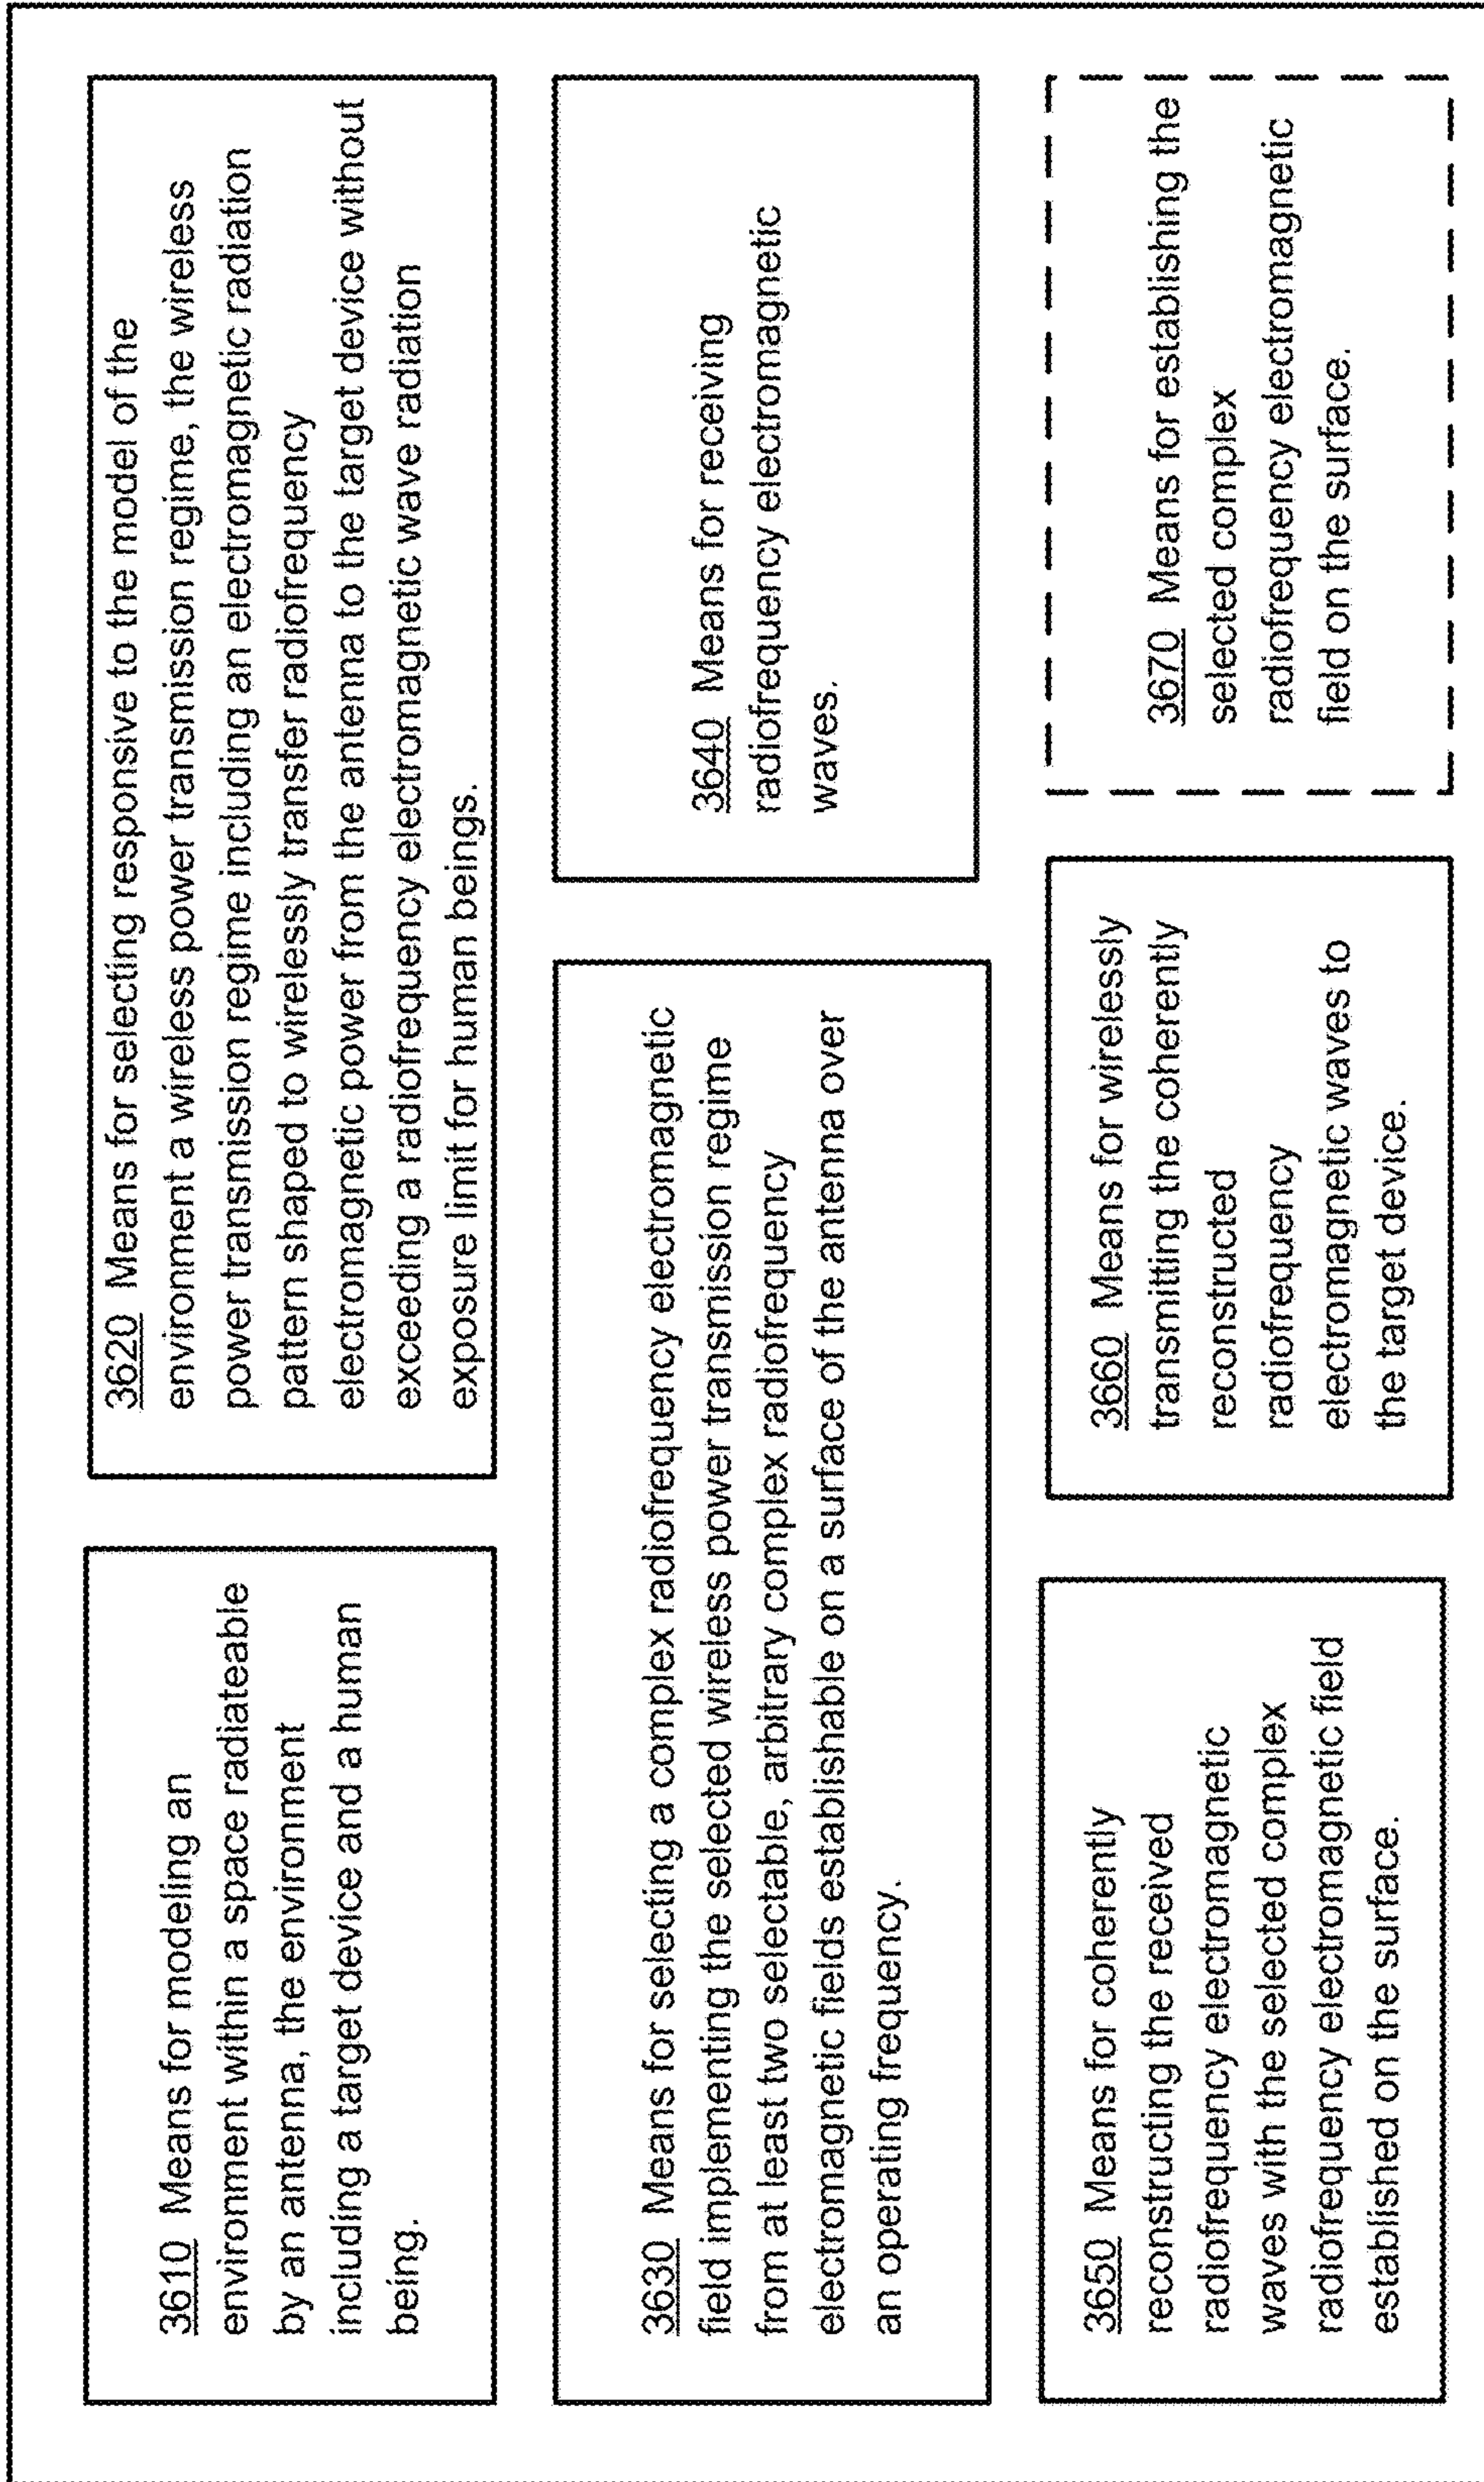 3610 Means for modeling an
environment within a space radiateable
by an antenna, the environment
including a target device and a human
being.
3620 Means for selecting responsive to the model of the
environment a wireless power transmission regime, the wireless
power transmission regime including an electromagnetic radiation
pattern shaped to wirelessly transfer radiofrequency
electromagnetic power from the antenna to the target device without
exceeding a radiofrequency electromagnetic wave radiation
exposure limit for human beings.
3630 Means for selecting a complex radiofrequency electromagnetic
field implementing the selected wireless power transmission regime
from at least two selectable, arbitrary complex radiofrequency
electromagnetic fields establishable on a surface of the antenna over
an operating frequency.
3640 Means for receiving
radiofrequency electromagnetic
waves.
3650 Means for coherently
reconstructing the received
radiofrequency electromagnetic
waves with the selected complex
radiofrequency electromagnetic field
established on the surface.
3660 Means for wirelessly
transmitting the coherently
reconstructed
radiofrequency
electromagnetic waves to
the target device.
3670 Means for establishing the
selected complex
radiofrequency electromagnetic
field on the surface.